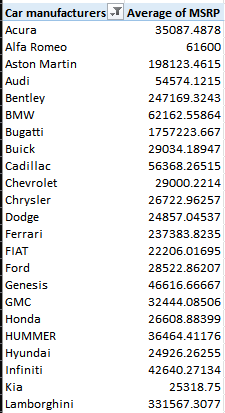 Car manufacturers Average of MSRP
Acura 35087.4878
Alfa Romeo 61600
Aston Martin 198123.4615
Audi 54574.1215
Bentley 247169.3243
BMW 62162.55864
Bugatti 1757223.667
Buick 29034.18947
Cadillac 56368.26515
Chevrolet 29000.2214
Chrysler 26722.96257
Dodge 24857.04537
Ferrari 237383.8235
FIAT 22206.01695
Ford 28522.86207
Genesis 46616.66667
GMC 32444.08506
Honda 26608.88399
HUMMER 36464.41176
Hyundai 24926.26255
Infiniti 42640.27134
Kia 25318.75
Lamborghini 331567.3077